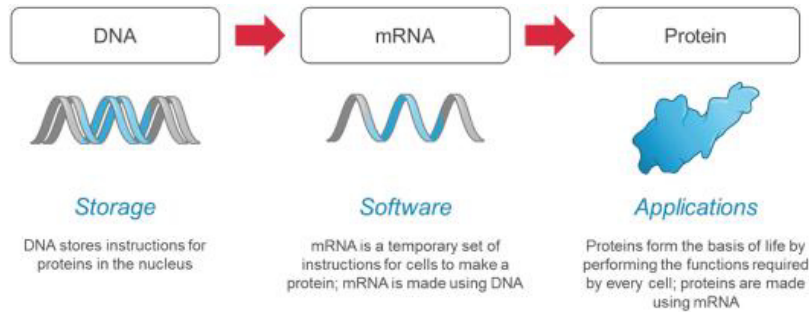 DNA
mRNA
Protein
Storage
Software
Applications
DNA stores instructions for
proteins in the nucleus
mRNA is a temporary set of
instructions for cells to make a
protein; mRNA is made using DNA
Proteins form the basis of life by
performing the functions required
by every cell; proteins are made
using mRNA